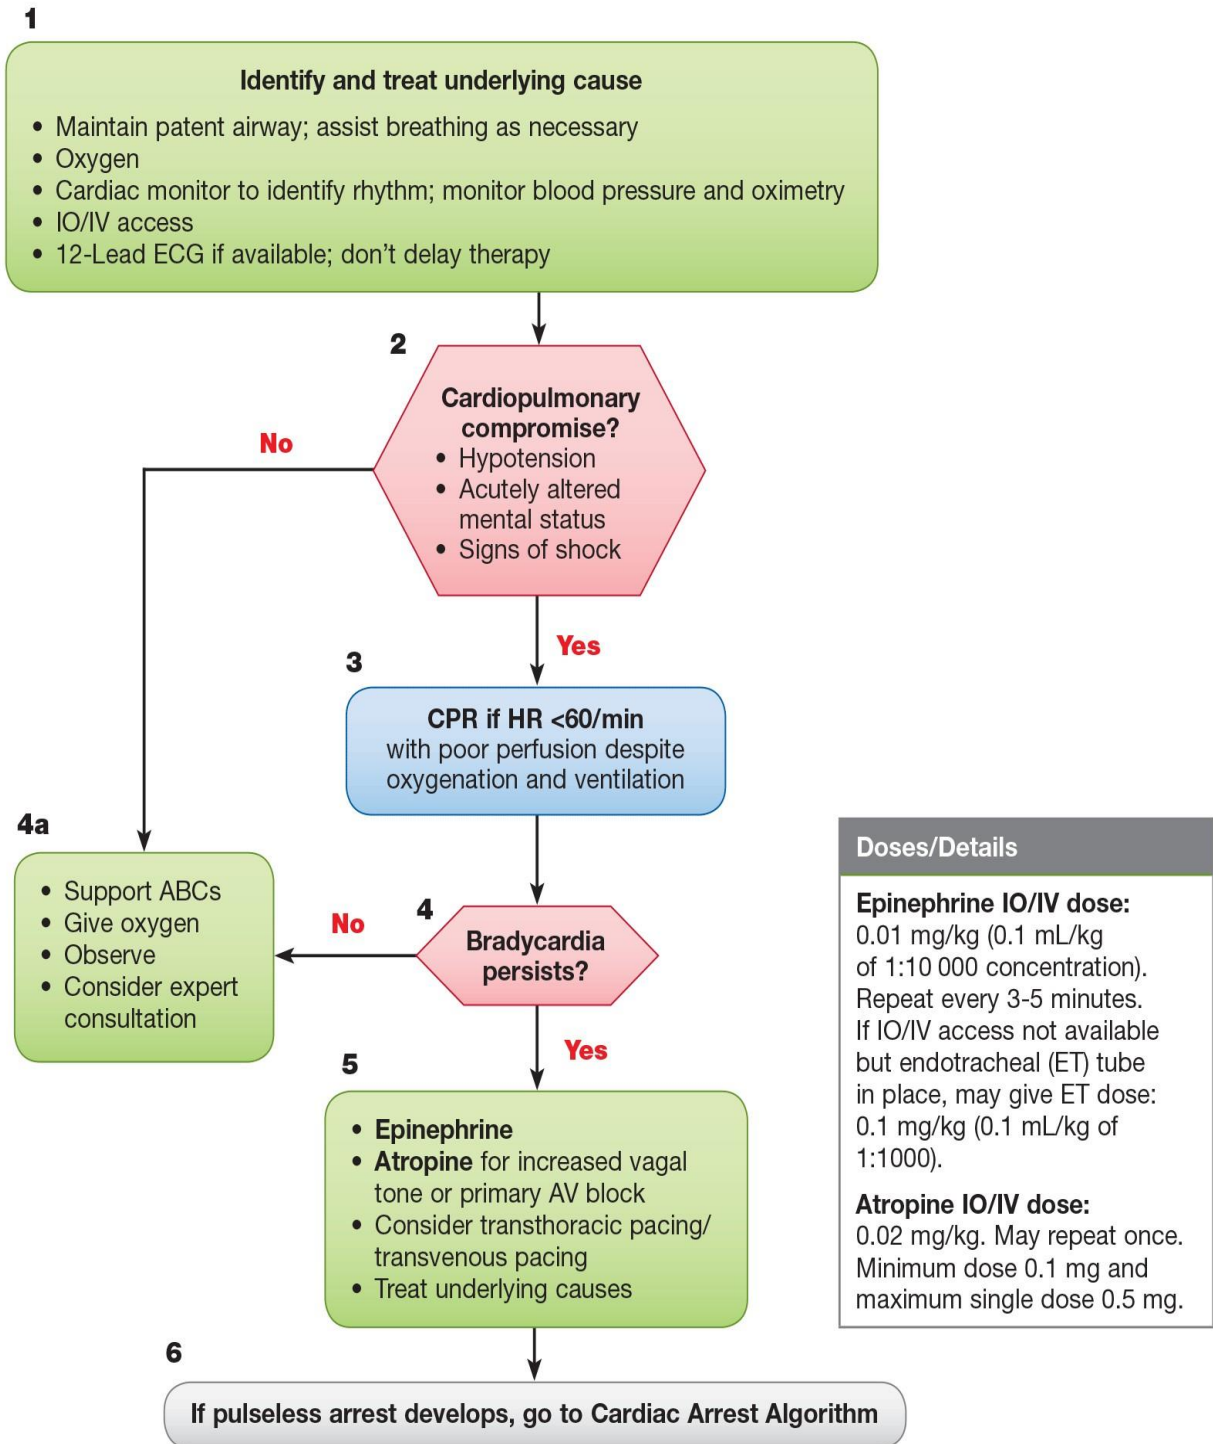 1
Identify and treat underlying cause
• Maintain patent airway; assist breathing as necessary
• Oxygen
• Cardiac monitor to identify rhythm; monitor blood pressure and oximetry
• IO/IV access
• 12-Lead ECG if available; don’t delay therapy
2
Cardiopulmonary
compromise?
• Hypotension
• Acutely altered
mental status
• Signs of shock
No
Yes
3
CPR if HR <60/min
with poor perfusion despite
oxygenation and ventilation
4a
• Support ABCs
• Give oxygen
• Observe
• Consider expert
consultation
No
4
Bradycardia
persists?
Yes
5
• Epinephrine
• Atropine for increased vagal
tone or primary AV block
• Consider transthoracic pacing/
transvenous pacing
• Treat underlying causes
Doses/Details
Epinephrine IO/IV dose:
0.01 mg/kg (0.1 mL/kg
of 1:10 000 concentration).
Repeat every 3-5 minutes.
If IO/IV access not available
but endotracheal (ET) tube
in place, may give ET dose:
0.1 mg/kg (0.1 mL/kg of
1:1000).
Atropine IO/IV dose:
0.02 mg/kg. May repeat once.
Minimum dose 0.1 mg and
maximum single dose 0.5 mg.
6
If pulseless arrest develops, go to Cardiac Arrest Algorithm